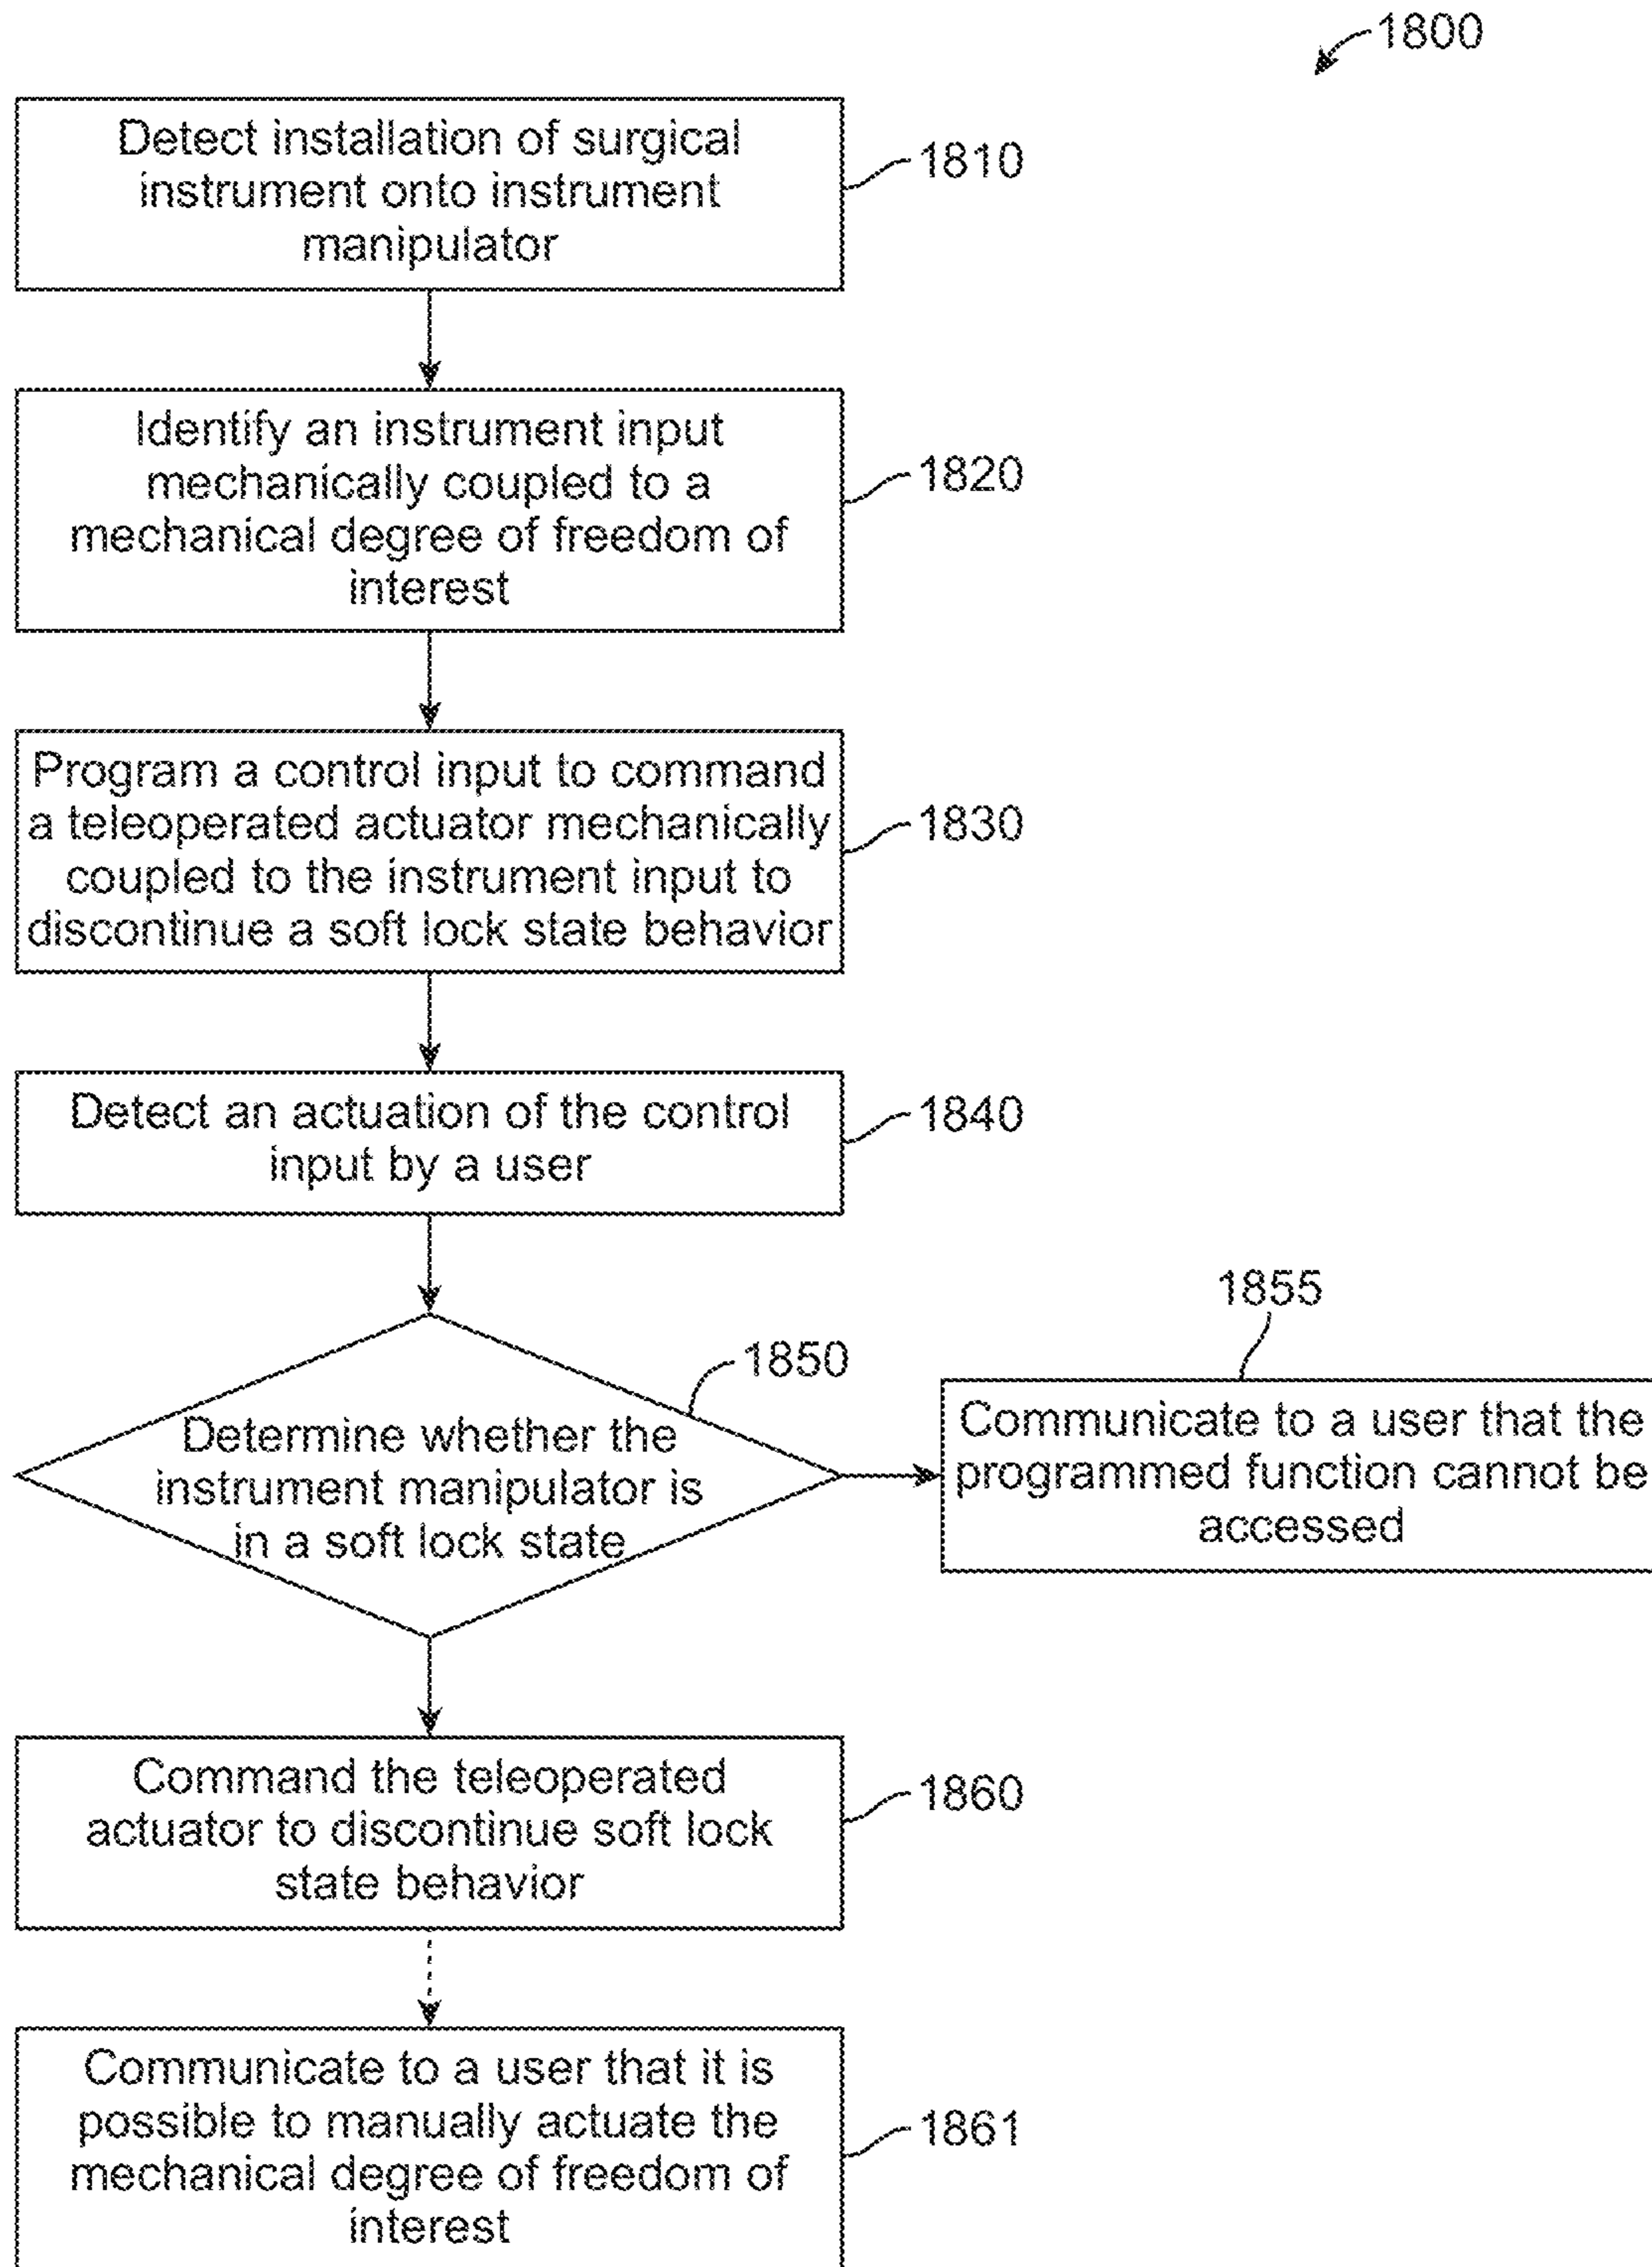 1800
Detect installation of surgical
instrument onto instrument
manipulator
1810
Identify an instrument input
mechanically coupled to a
mechanical degree of freedom of
interest
1820
Program a control input to command
a teleoperated actuator mechanically
coupled to the instrument input to
discontinue a soft lock state behavior
1830
Detect an actuation of the control
input by a user
1840
Determine whether the
instrument manipulator is
in a soft lock state
1850
1855
Communicate to a user that the
programmed function cannot be
accessed
Command the teleoperated
actuator to discontinue soft lock
state behavior
1860
Communicate to a user that it is
possible to manually actuate the
mechanical degree of freedom of
interest
1861